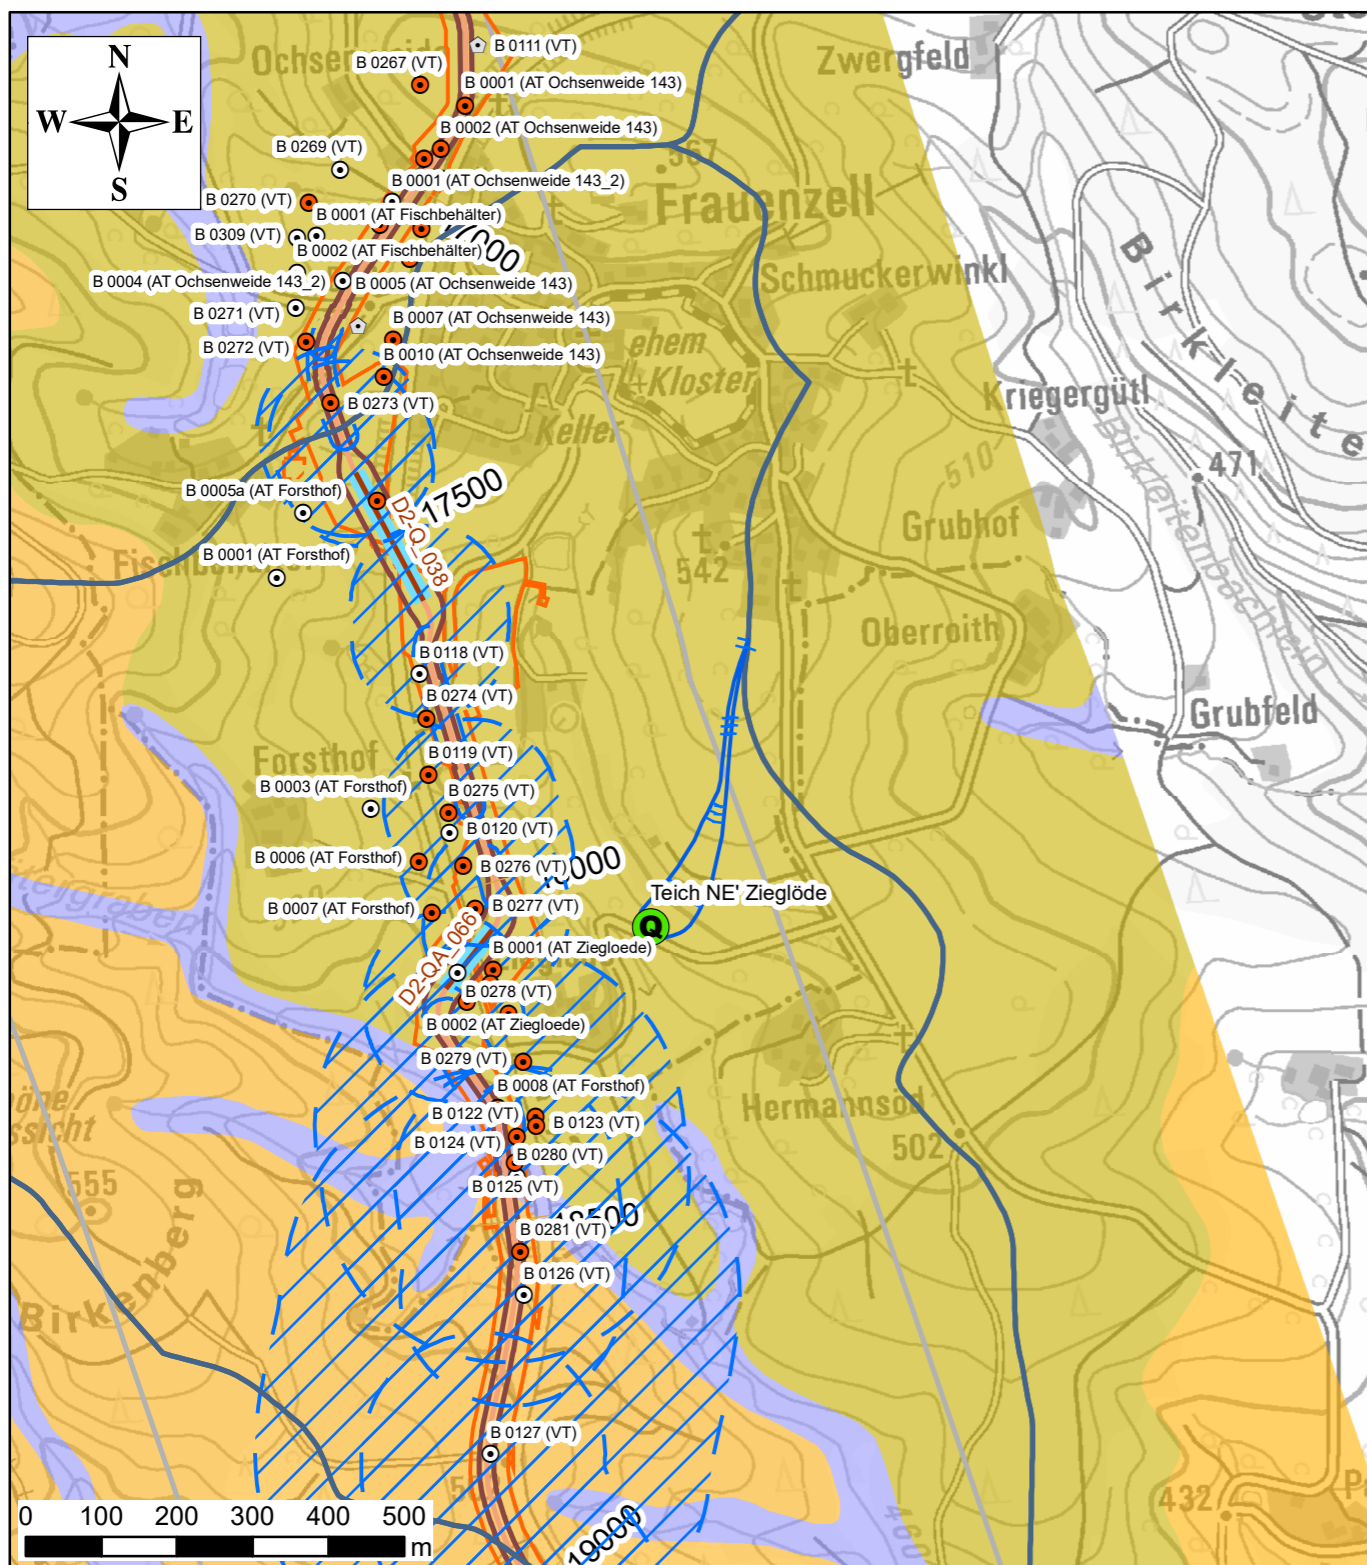 N
W E
S
Zwergfeld
B 0111 (VT)
B 0267 (VT)
B 0001 (AT Ochsenweide 143)
B 0002 (AT Ochsenweide 143)
B 0269 (VT)
567
B 0001 (AT Ochsenweide 143_2)
Frauenzell
B 0270 (VT)
B 0001 (AT Fischbehälter)
B 0309 (VT)
B 0002 (AT Fischbehälter)
Schmuckerwinkl
Birkleite
B 0004 (AT Ochsenweide 143_2)
B 0005 (AT Ochsenweide 143)
B 0271 (VT)
B 0007 (AT Ochsenweide 143)
B 0272 (VT)
B 0010 (AT Ochsenweide 143)
ehem
Kloster
Kriegergütl
B 0273 (VT)
Keller
510
471
Birkleitenbachlein
B 0005a (AT Forsthof)
17500
D2-Q_038
Grubhof
B 0001 (AT Forsthof)
542
Oberroith
B 0118 (VT)
B 0274 (VT)
Grubfeld
Forsthof
B 0119 (VT)
B 0003 (AT Forsthof)
B 0275 (VT)
B 0120 (VT)
B 0006 (AT Forsthof)
B 0276 (VT)
Teich NE' Zieglöde
Q
B 0007 (AT Forsthof)
B 0277 (VT)
D2-QA_066
B 0001 (AT Ziegloede)
B 0278 (VT)
B 0002 (AT Ziegloede)
B 0279 (VT)
B 0008 (AT Forsthof)
Hermannsöd
B 0122 (VT)
B 0123 (VT)
B 0124 (VT)
502
B 0280 (VT)
B 0125 (VT)
555
Birkenberg
B 0281 (VT)
B 0126 (VT)
B 0127 (VT)
432
460
19000
0 100 200 300 400 500
m